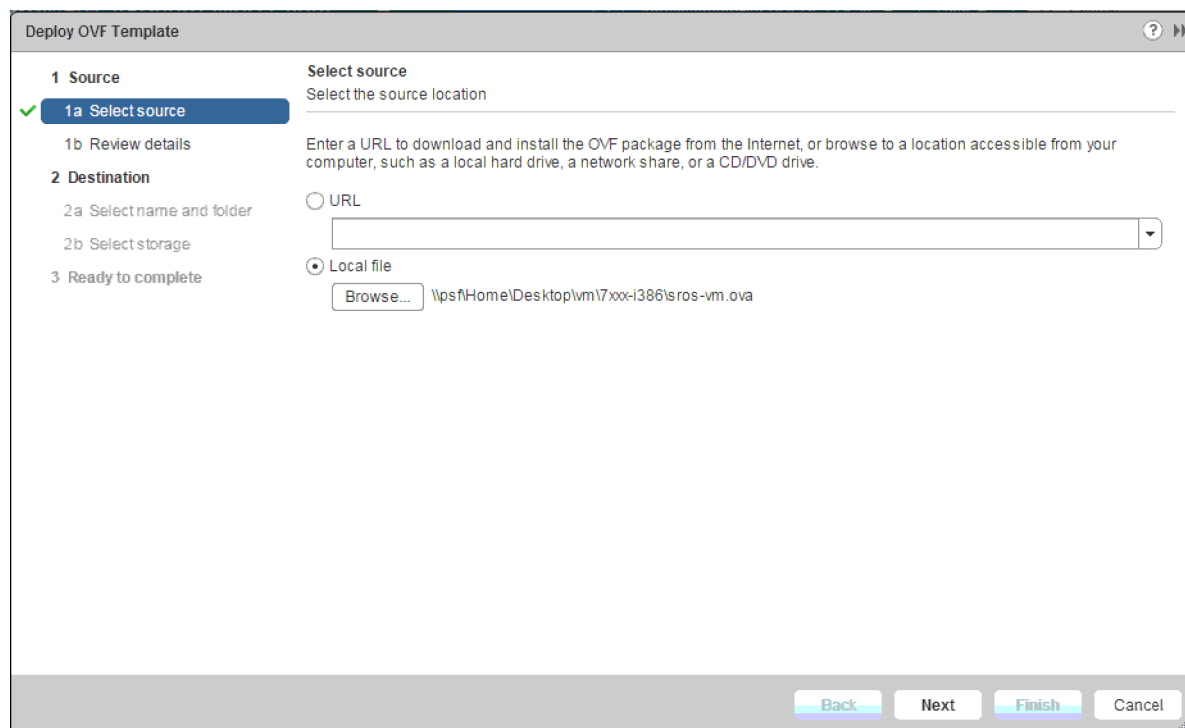 Deploy OVF Template
?
1 Source
1a Select source
1b Review details
2 Destination
2a Select name and folder
2b Select storage
3 Ready to complete
Select source
Select the source location
Enter a URL to download and install the OVF package from the Internet, or browse to a location accessible from your
computer, such as a local hard drive, a network share, or a CD/DVD drive.
URL
Local file
Browse... \\psf\Home\Desktop\vm\7xxx-i386\sros-vm.ova
Back Next Finish Cancel